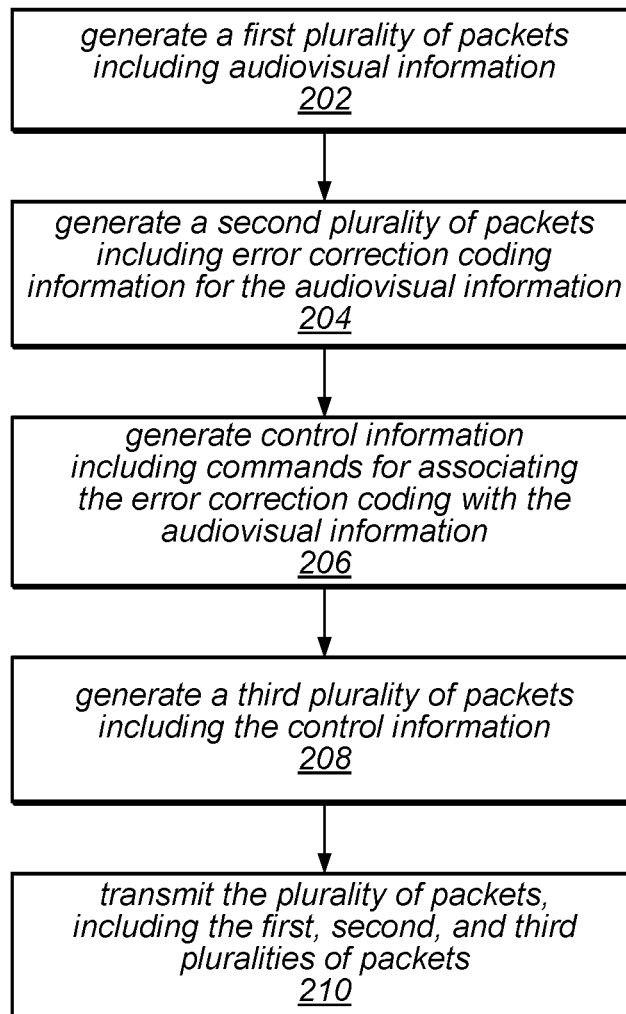 generate a first plurality of packets
including audiovisual information
202
generate a second plurality of packets
including error correction coding
information for the audiovisual information
204
generate control information
including commands for associating
the error correction coding with the
audiovisual information
206
generate a third plurality of packets
including the control information
208
transmit the plurality of packets,
including the first, second, and third
pluralities of packets
210